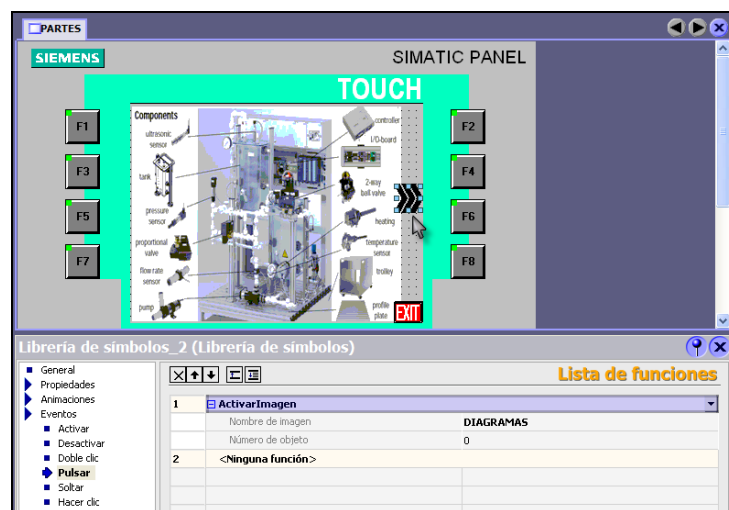 PARTES
SIEMENS
SIMATIC PANEL
TOUCH
F1
F2
F3
F4
F5
F6
F7
F8
Components
ultrasonic
sensor
tank
pressure
sensor
proportional
valve
flow rate
sensor
pump
controller
I/O-board
2-way
ball valve
heating
temperature
sensor
trolley
profile
plate
EXIT
Librería de símbolos_2 (Librería de símbolos)
General
Propiedades
Animaciones
Eventos
Activar
Desactivar
Doble clic
Pulsar
Soltar
Hacer clic
Lista de funciones
1 ActivarImagen
Nombre de imagen DIAGRAMAS
Número de objeto 0
2 <Ninguna función>